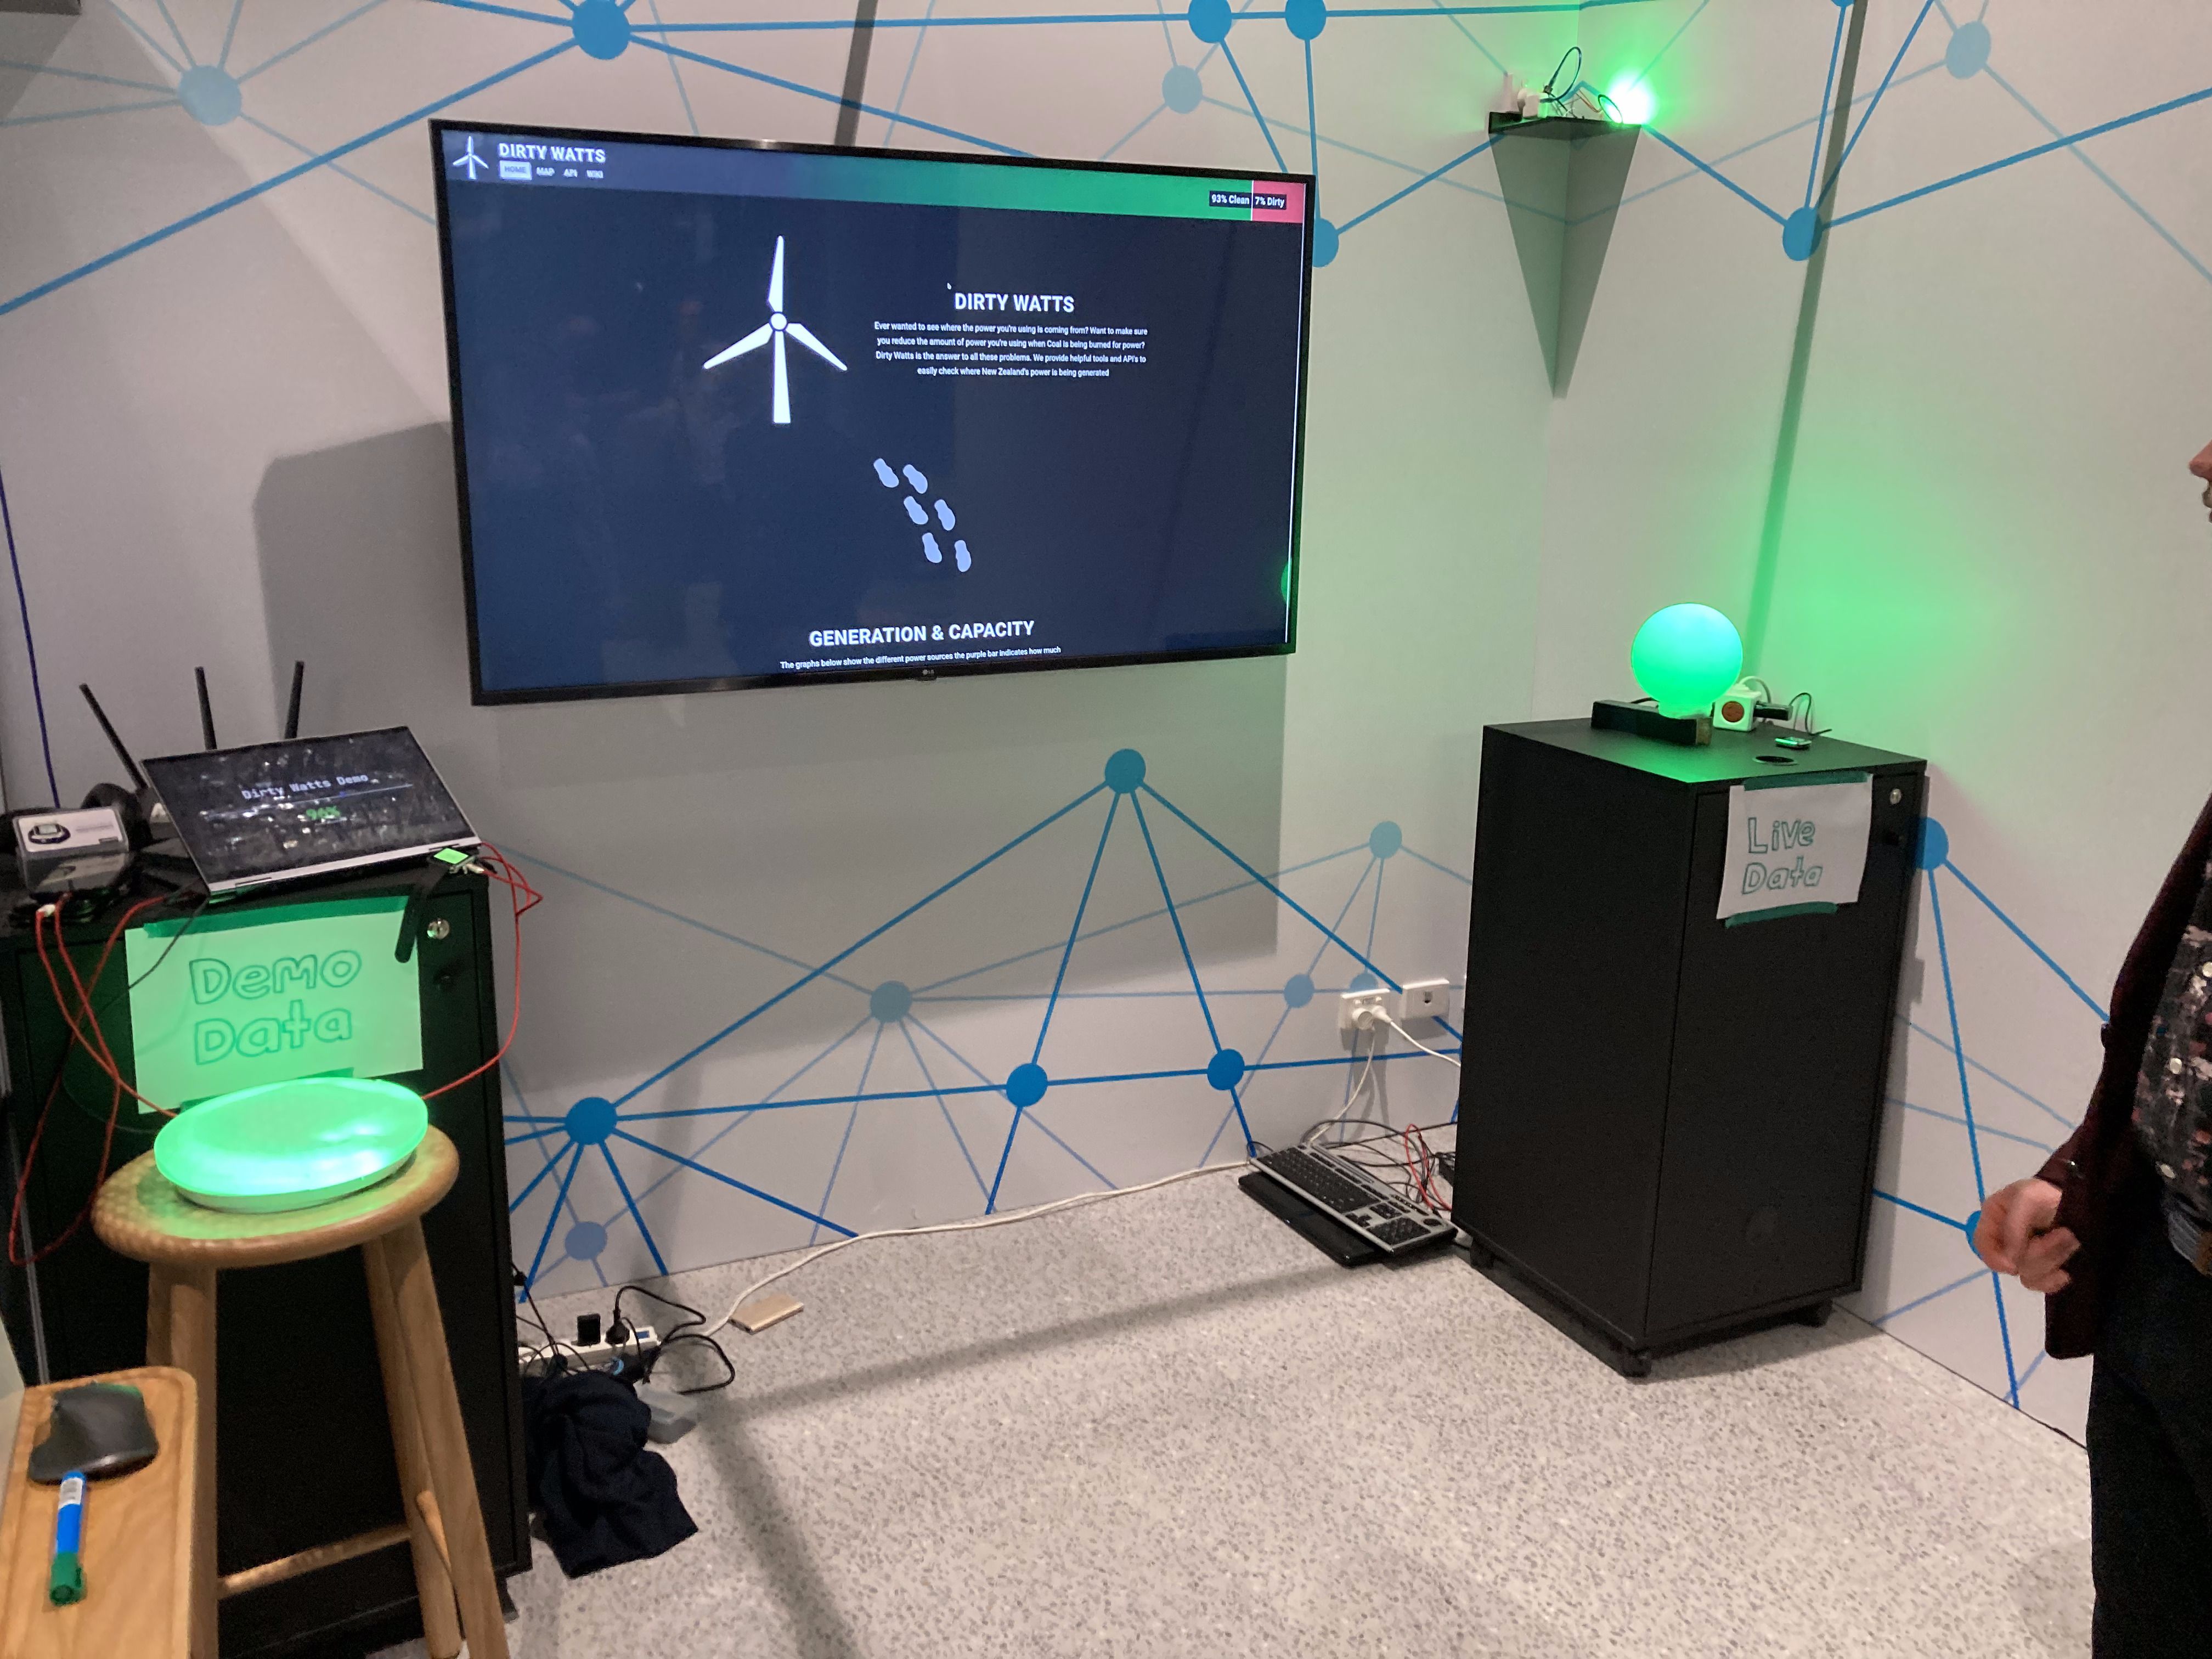 DIRTY WATTS
HOME MAP API WIKI
93% Clean 7% Dirty
DIRTY WATTS
Ever wanted to see where the power you're using is coming from? Want to make sure
you reduce the amount of power you're using when Coal is being burned for power?
Dirty Watts is the answer to all these problems. We provide helpful tools and API's to
easily check where New Zealand's power is being generated
GENERATION & CAPACITY
The graphs below show the different power sources the purple bar indicates how much
LG
Dirty Watts Demo
Demo
Data
Live
Data